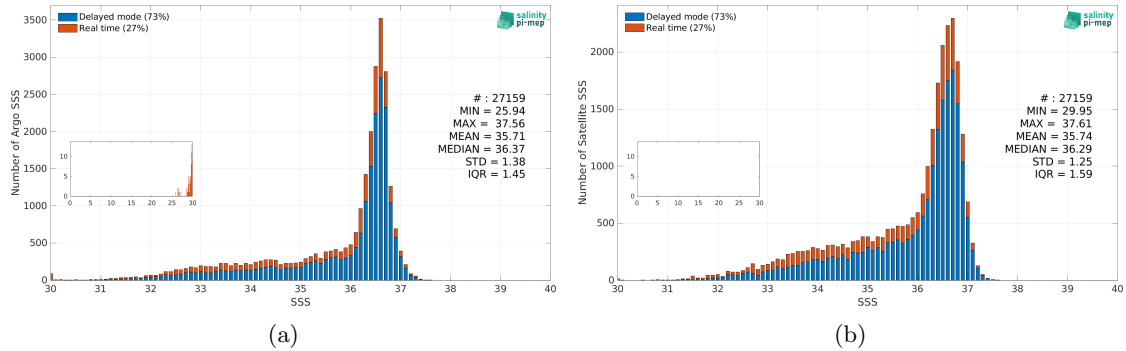 Delayed mode (73%)
Real time (27%)
salinity
pi-mep
Number of Argo SSS
3500
3000
2500
2000
1500
1000
500
0
# : 27159
MIN = 25.94
MAX = 37.56
MEAN = 35.71
MEDIAN = 36.37
STD = 1.38
IQR = 1.45
10
5
0
0 5 10 15 20 25 30
30 31 32 33 34 35 36 37 38 39 40
SSS
(a)
Delayed mode (73%)
Real time (27%)
salinity
pi-mep
Number of Satellite SSS
2000
1500
1000
500
0
# : 27159
MIN = 29.95
MAX = 37.61
MEAN = 35.74
MEDIAN = 36.29
STD = 1.25
IQR = 1.59
10
5
0
0 5 10 15 20 25 30
30 31 32 33 34 35 36 37 38 39 40
SSS
(b)